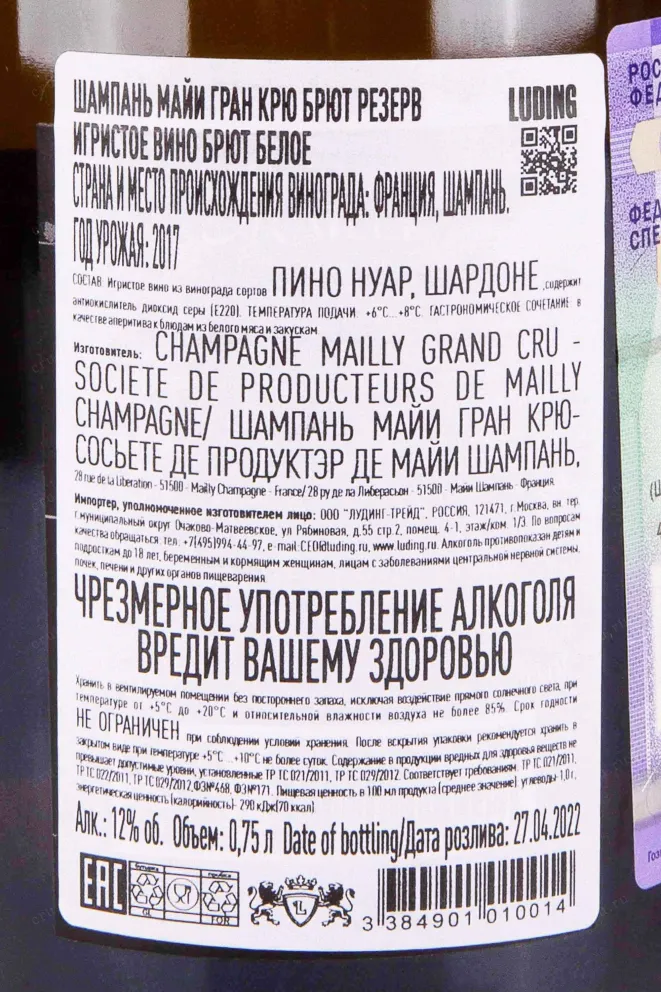 ШАМПАНЬ МАЙИ ГРАН КРЮ БРЮТ РЕЗЕРВ
LUDING
ИГРИСТОЕ ВИНО БРЮТ БЕЛОЕ
СТРАНА И МЕСТО ПРОИСХОЖДЕНИЯ ВИНОГРАДА: ФРАНЦИЯ, ШАМПАНЬ.
ГОД УРОЖАЯ: 2017
СОСТАВ: Игристое вино из винограда сортов ПИНО НУАР, ШАРДОНЕ, содержит
антиокислитель диоксид серы (Е220). ТЕМПЕРАТУРА ПОДАЧИ: +6°С...+8°С. ГАСТРОНОМИЧЕСКОЕ СОЧЕТАНИЕ: в
качестве аперитива к блюдам из белого мяса и закускам
Изготовитель: CHAMPAGNE MAILLY GRAND CRU -
SOCIETE DE PRODUCTEURS DE MAILLY
CHAMPAGNE/ ШАМПАНЬ МАЙИ ГРАН КРЮ-
СОСЬЕТЕ ДЕ ПРОДУКТЭР ДЕ МАЙИ ШАМПАНЬ,
28 rue de la Liberation - 51500 - Mailly Champagne - France/ 28 ру де ла Либерасьон - 51500 - Майи Шампань - Франция.
Импортер, уполномоченное изготовителем лицо: ООО "ЛУДИНГ-ТРЕЙД", РОССИЯ, 121471, г.Москва, вн. тер.
г.муниципальный округ Очаково-Матвеевское, ул Рябиновая, д.55 стр.2, помещ. 4-1, этаж/ком. 1/3. По вопросам
качества обращаться: тел.: +7(495)994-44-97, e-mail:CEO@luding.ru, www.luding.ru. Алкоголь противопоказан детям и
подросткам до 18 лет, беременным и кормящим женщинам, лицам с заболеваниями центральной нервной системы,
почек, печени и других органов пищеварения.
ЧРЕЗМЕРНОЕ УПОТРЕБЛЕНИЕ АЛКОГОЛЯ
ВРЕДИТ ВАШЕМУ ЗДОРОВЬЮ
Хранить в вентилируемом помещении без постороннего запаха, исключая воздействие прямого солнечного света, при
температуре от +5°С до +20°С и относительной влажности воздуха не более 85%. Срок годности
НЕ ОГРАНИЧЕН при соблюдении условий хранения. После вскрытия упаковки рекомендуется хранить в
закрытом виде при температуре +5°С ...+10°С не более суток. Содержание в продукции вредных для здоровья веществ не
превышает допустимые уровни, установленные ТР ТС 021/2011, ТР ТС 029/2012. Соответствует требованиям: ТР ТС 021/2011,
ТР ТС 022/2011, ТР ТС 029/2012, ФЗ№468, ФЗ№171. Пищевая ценность в 100 мл продукта (среднее значение): углеводы- 1,0 г,
энергетическая ценность (калорийность)- 290 кДж(70 ккал).
Алк.: 12% об. Объем: 0,75 л Date of bottling/Дата розлива: 27.04.2022
EAC
бутылка
пробка
GL
FOR
L
3 384901 010014
РОС
ФЕД
ФЕД
СПЕ